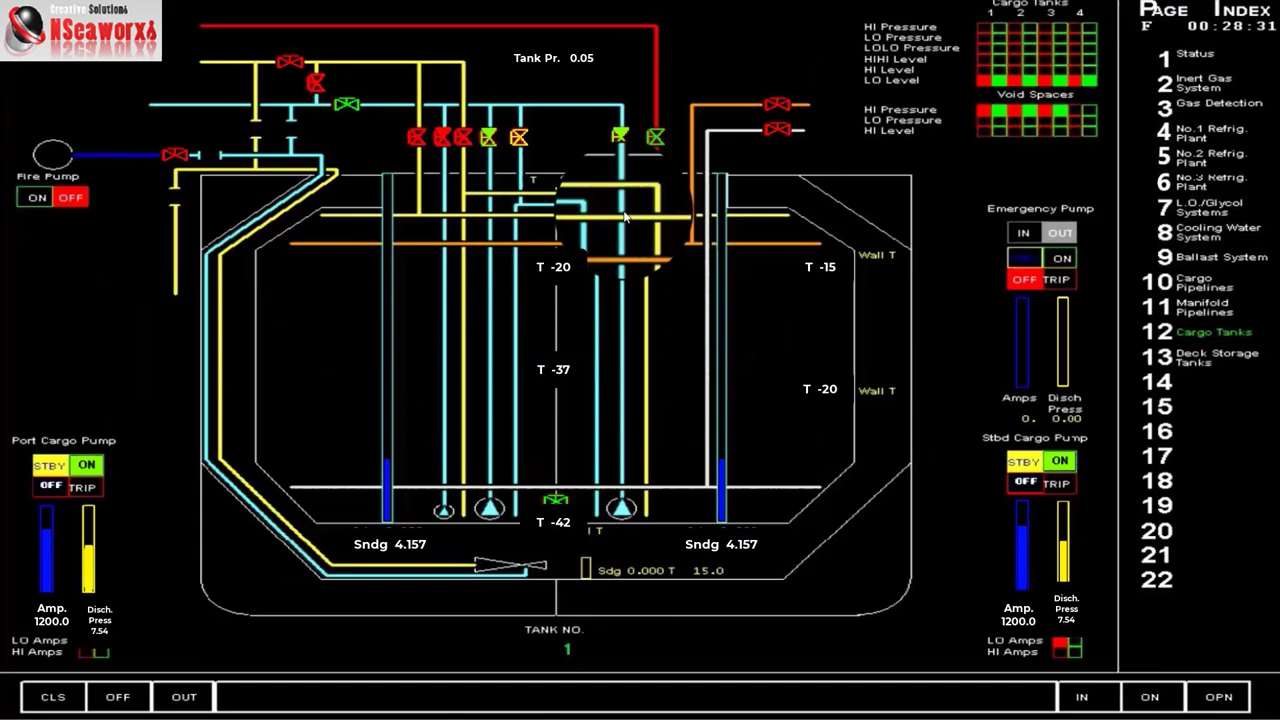 Creative Solutions
HSeaworx
Cargo Tanks
1 2 3 4
HI Pressure
LO Pressure
LOLO Pressure
HIHI Level
HI Level
LO Level
Void Spaces
HI Pressure
LO Pressure
HI Level
PAGE INDEX
F 00:28:31
1 Status
2 Inert Gas System
3 Gas Detection
4 No.1 Refrig. Plant
5 No.2 Refrig. Plant
6 No.3 Refrig. Plant
7 L.O./Glycol Systems
8 Cooling Water System
9 Ballast System
10 Cargo Pipelines
11 Manifold Pipelines
12 Cargo Tanks
13 Deck Storage Tanks
14
15
16
17
18
19
20
21
22
Tank Pr. 0.05
Fire Pump
ON OFF
T
T -20
T -15
Wall T
T -37
T -20
Wall T
T -42
Sndg 4.157
Sndg 4.157
Sdg 0.000 T 15.0
TANK NO.
1
Emergency Pump
IN OUT
ON
OFF TRIP
Amps
0.
Disch Press
0.00
Port Cargo Pump
STBY ON
OFF TRIP
Amp.
1200.0
Disch.
Press
7.54
LO Amps
HI Amps
Stbd Cargo Pump
STBY ON
OFF TRIP
Amp.
1200.0
Disch.
Press
7.54
LO Amps
HI Amps
CLS OFF OUT IN ON OPN